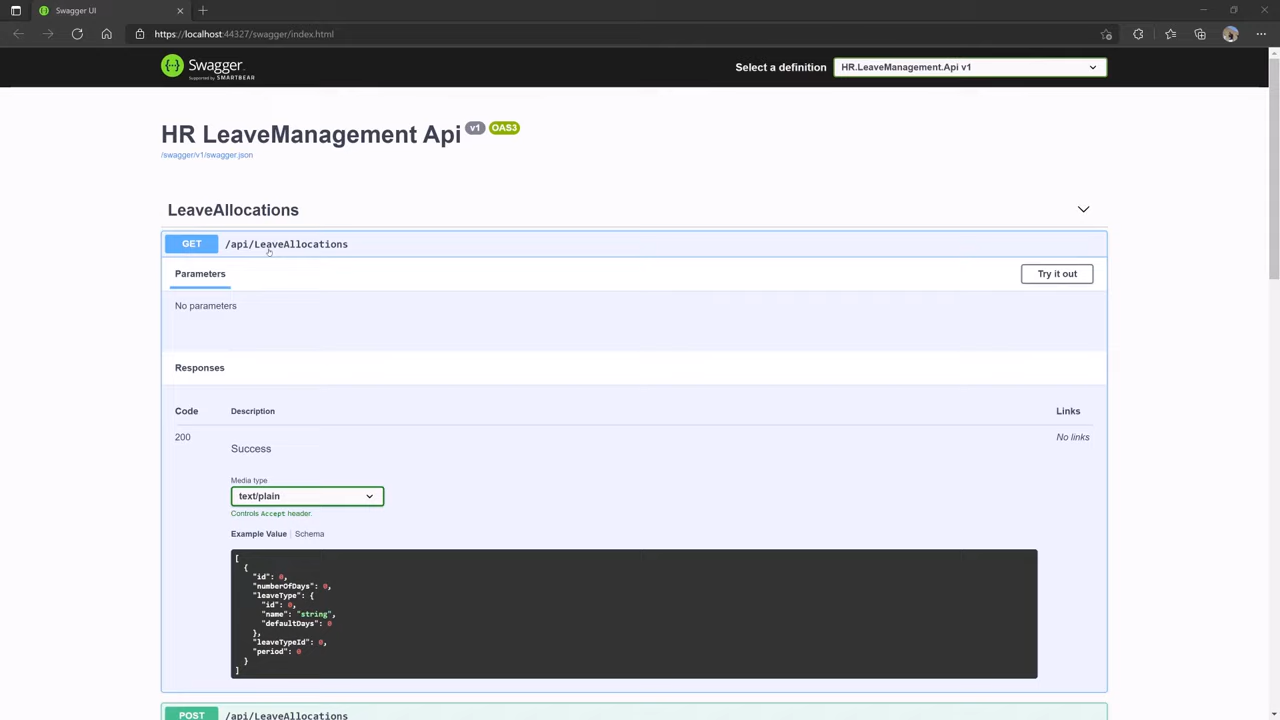 Swagger UI
https://localhost:44327/swagger/index.html
Swagger
Supported by SMARTBEAR
Select a definition
HR.LeaveManagement.Api v1
HR LeaveManagement Api v1 OAS3
/swagger/v1/swagger.json
LeaveAllocations
GET /api/LeaveAllocations
Parameters
Try it out
No parameters
Responses
Code Description Links
200 Success No links
Media type
text/plain
Controls Accept header.
Example Value | Schema
[
{
"id": 0,
"numberOfDays": 0,
"leaveType": {
"id": 0,
"name": "string",
"defaultDays": 0
},
"leaveTypeId": 0,
"period": 0
}
]
POST /api/LeaveAllocations